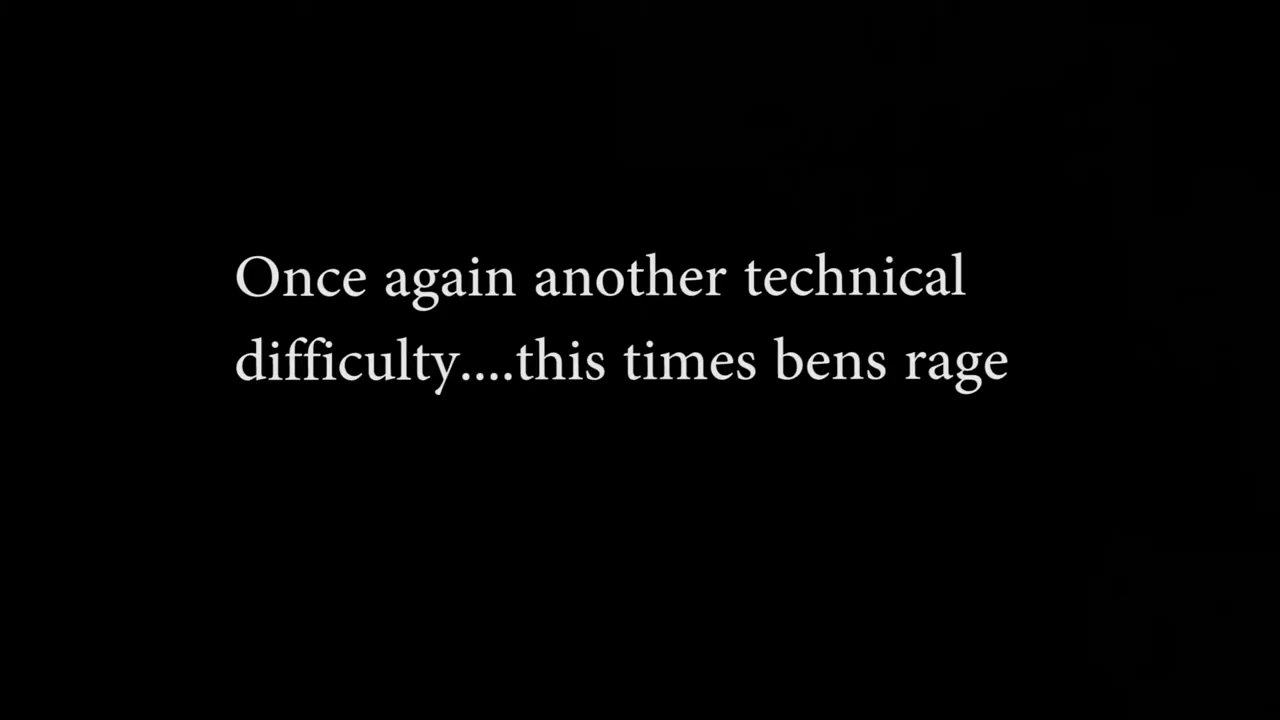 Once again another technical
difficulty....this times bens rage